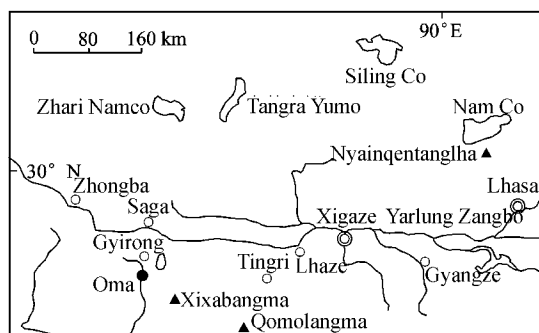 90°E
0 80 160 km
Siling Co
Zhari Namco
Tangra Yumo
Nam Co
Nyainqentanglha
30° N
Zhongba
Lhasa
Saga
Xigaze Yarlung Zangbo
Gyirong
Tingri Lhaze
Gyangze
Oma
Xixabangma
Qomolangma